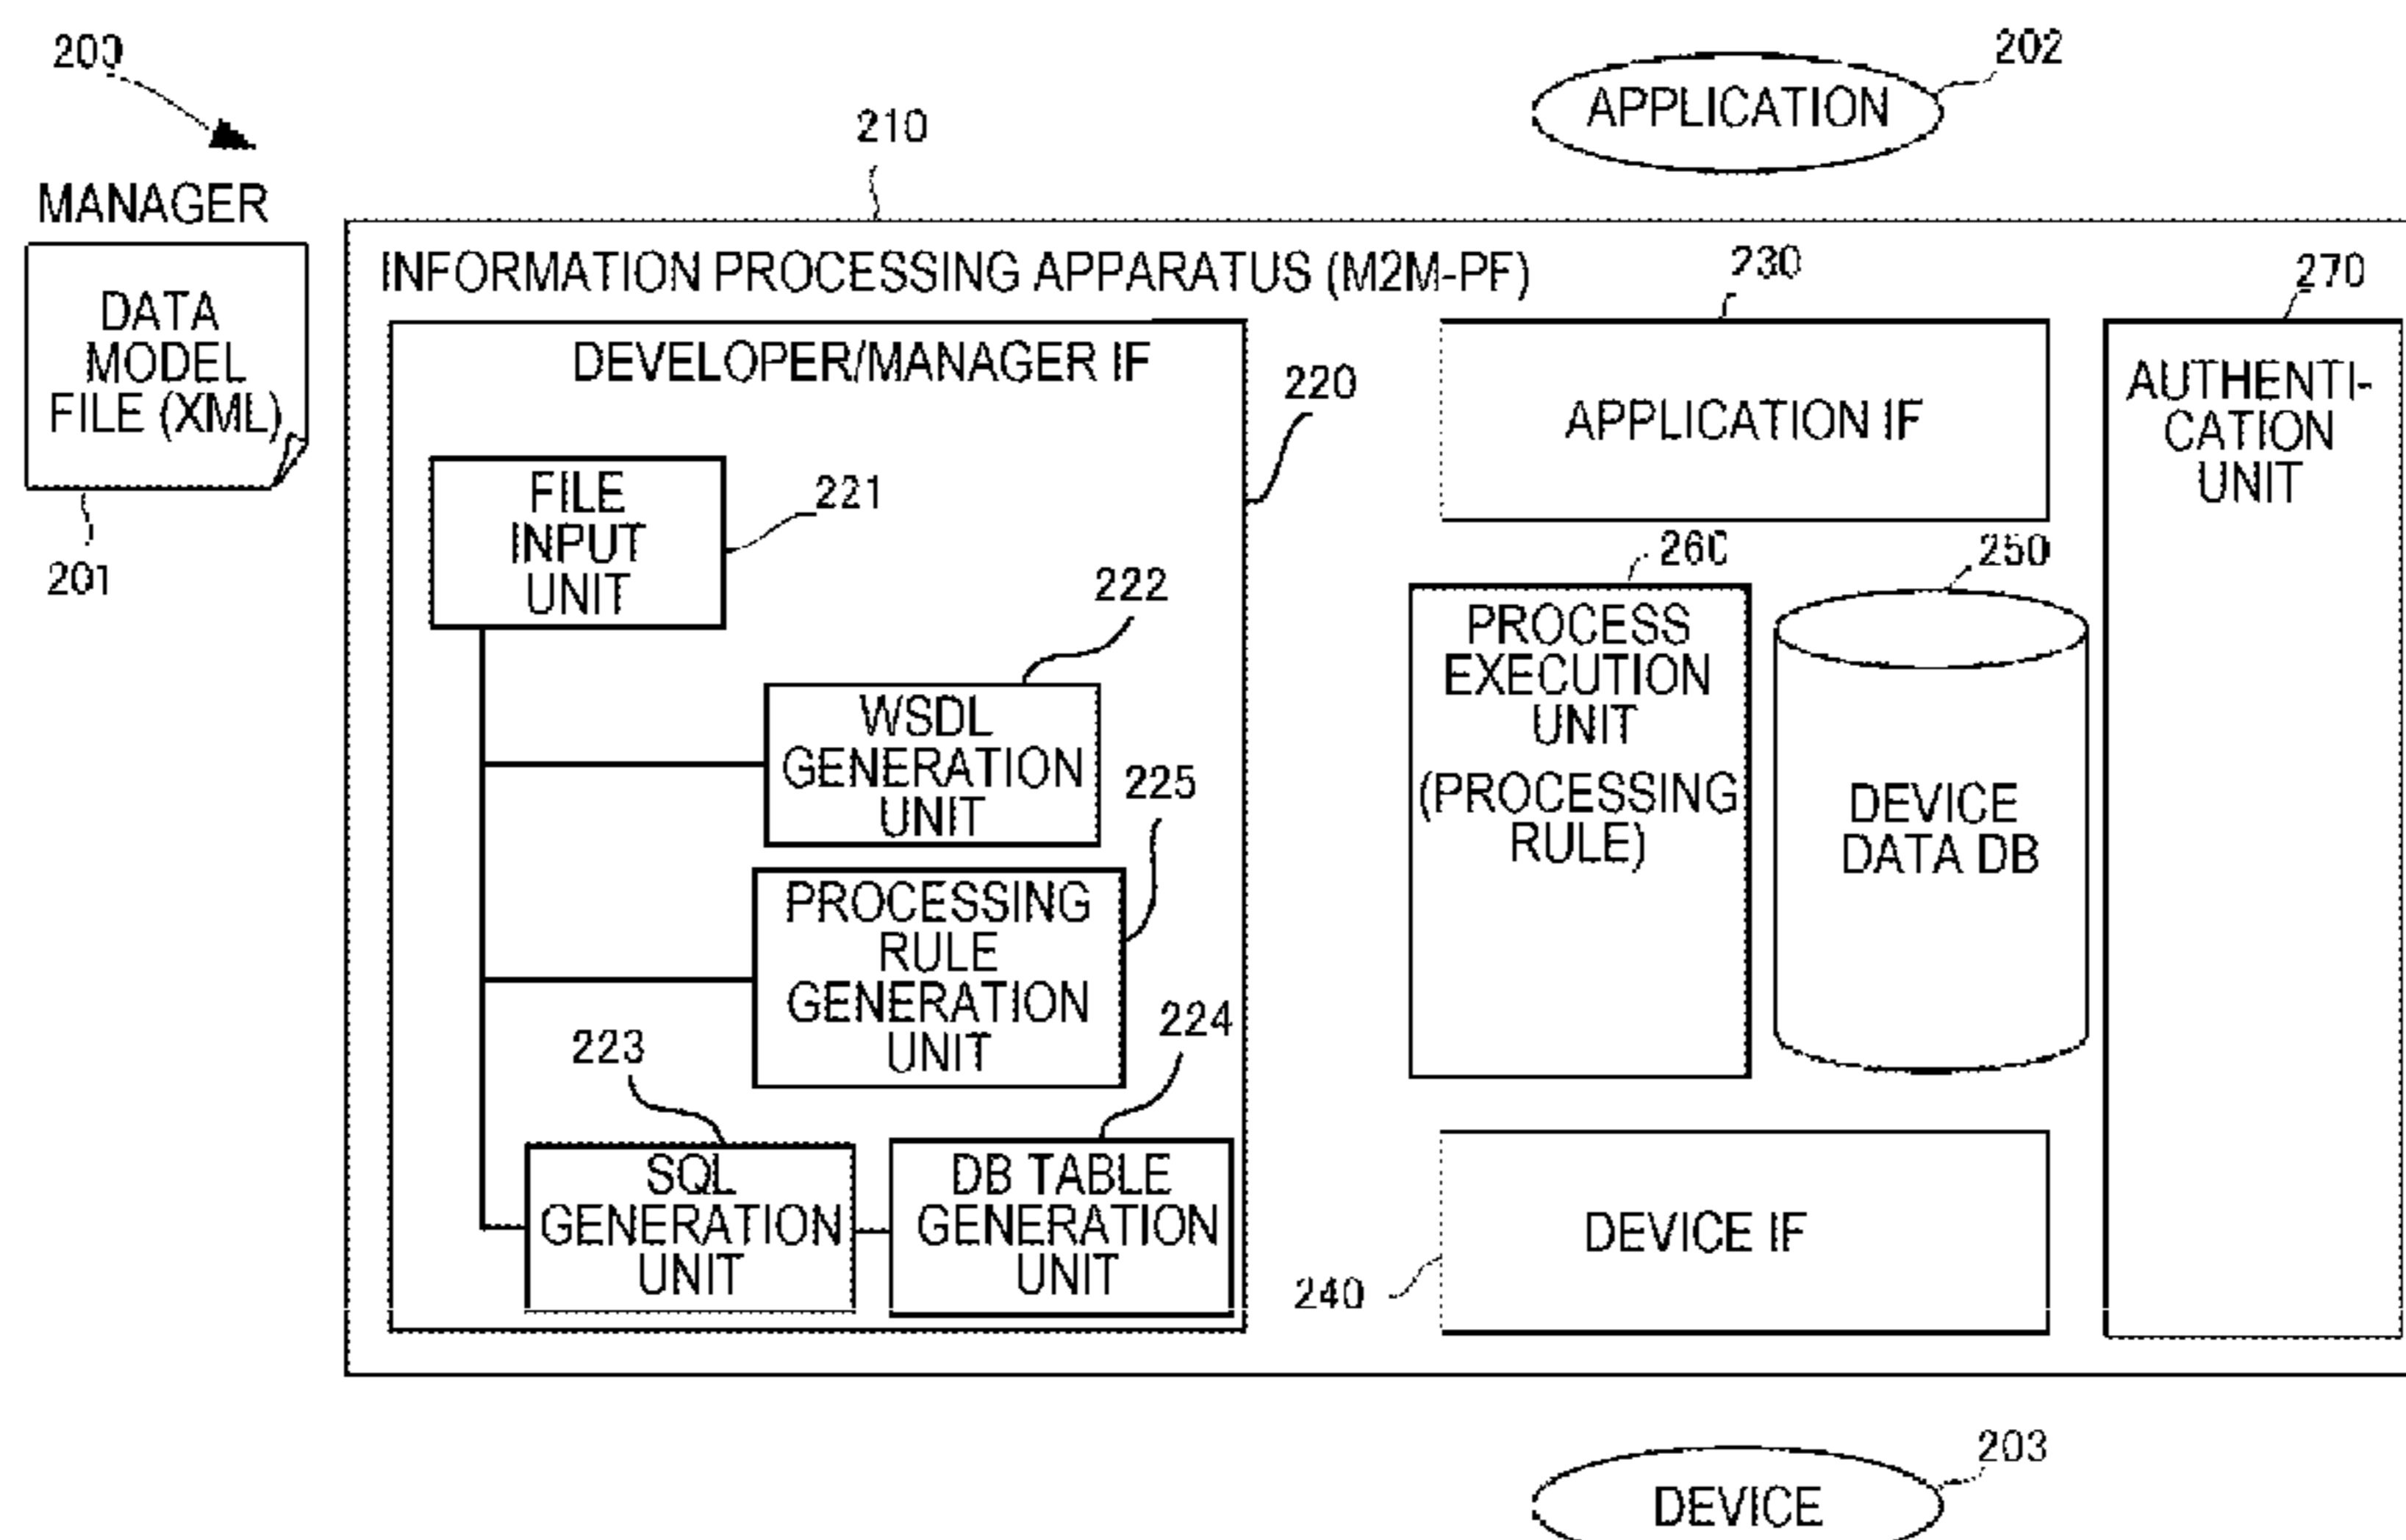 200
202
APPLICATION
210
MANAGER
DATA
MODEL
FILE (XML)
201
INFORMATION PROCESSING APPARATUS (M2M-PF)
230
270
DEVELOPER/MANAGER IF
220
APPLICATION IF
AUTHENTI-
CATION
UNIT
FILE
INPUT
UNIT
221
222
260
250
PROCESS
EXECUTION
UNIT
(PROCESSING
RULE)
WSDL
GENERATION
UNIT
225
DEVICE
DATA DB
PROCESSING
RULE
GENERATION
UNIT
223
224
SQL
GENERATION
UNIT
DB TABLE
GENERATION
UNIT
DEVICE IF
240
203
DEVICE